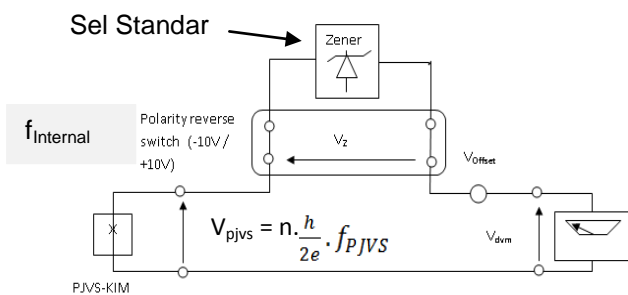 Sel Standar
Zener
f_Internal
Polarity reverse
switch (-10V/
+10V)
V_Z
V_Offset
V_pjvs = n. h/2e . f_PJVS
V_dvm
X
PJVS-KIM